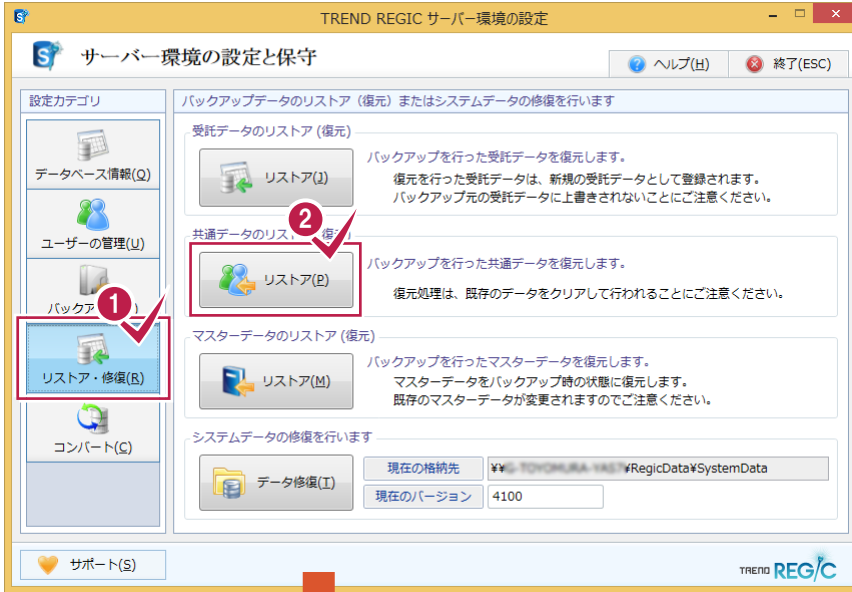 TREND REGIC サーバー環境の設定
サーバー環境の設定と保守
ヘルプ(H)
終了(ESC)
設定カテゴリ
データベース情報(Q)
ユーザーの管理(U)
バックア
リストア・修復(R)
コンバート(C)
バックアップデータのリストア（復元）またはシステムデータの修復を行います
受託データのリストア (復元)
リストア(J)
バックアップを行った受託データを復元します。
復元を行った受託データは、新規の受託データとして登録されます。
バックアップ元の受託データに上書きされないことにご注意ください。
2
共通データのリス
リストア(P)
バックアップを行った共通データを復元します。
復元処理は、既存のデータをクリアして行われることにご注意ください。
1
マスターデータのリストア (復元)
リストア(M)
バックアップを行ったマスターデータを復元します。
マスターデータをバックアップ時の状態に復元します。
既存のマスターデータが変更されますのでご注意ください。
システムデータの修復を行います
データ修復(I)
現在の格納先
¥RegicData¥SystemData
現在のバージョン
4100
サポート(S)
TREND REGIC